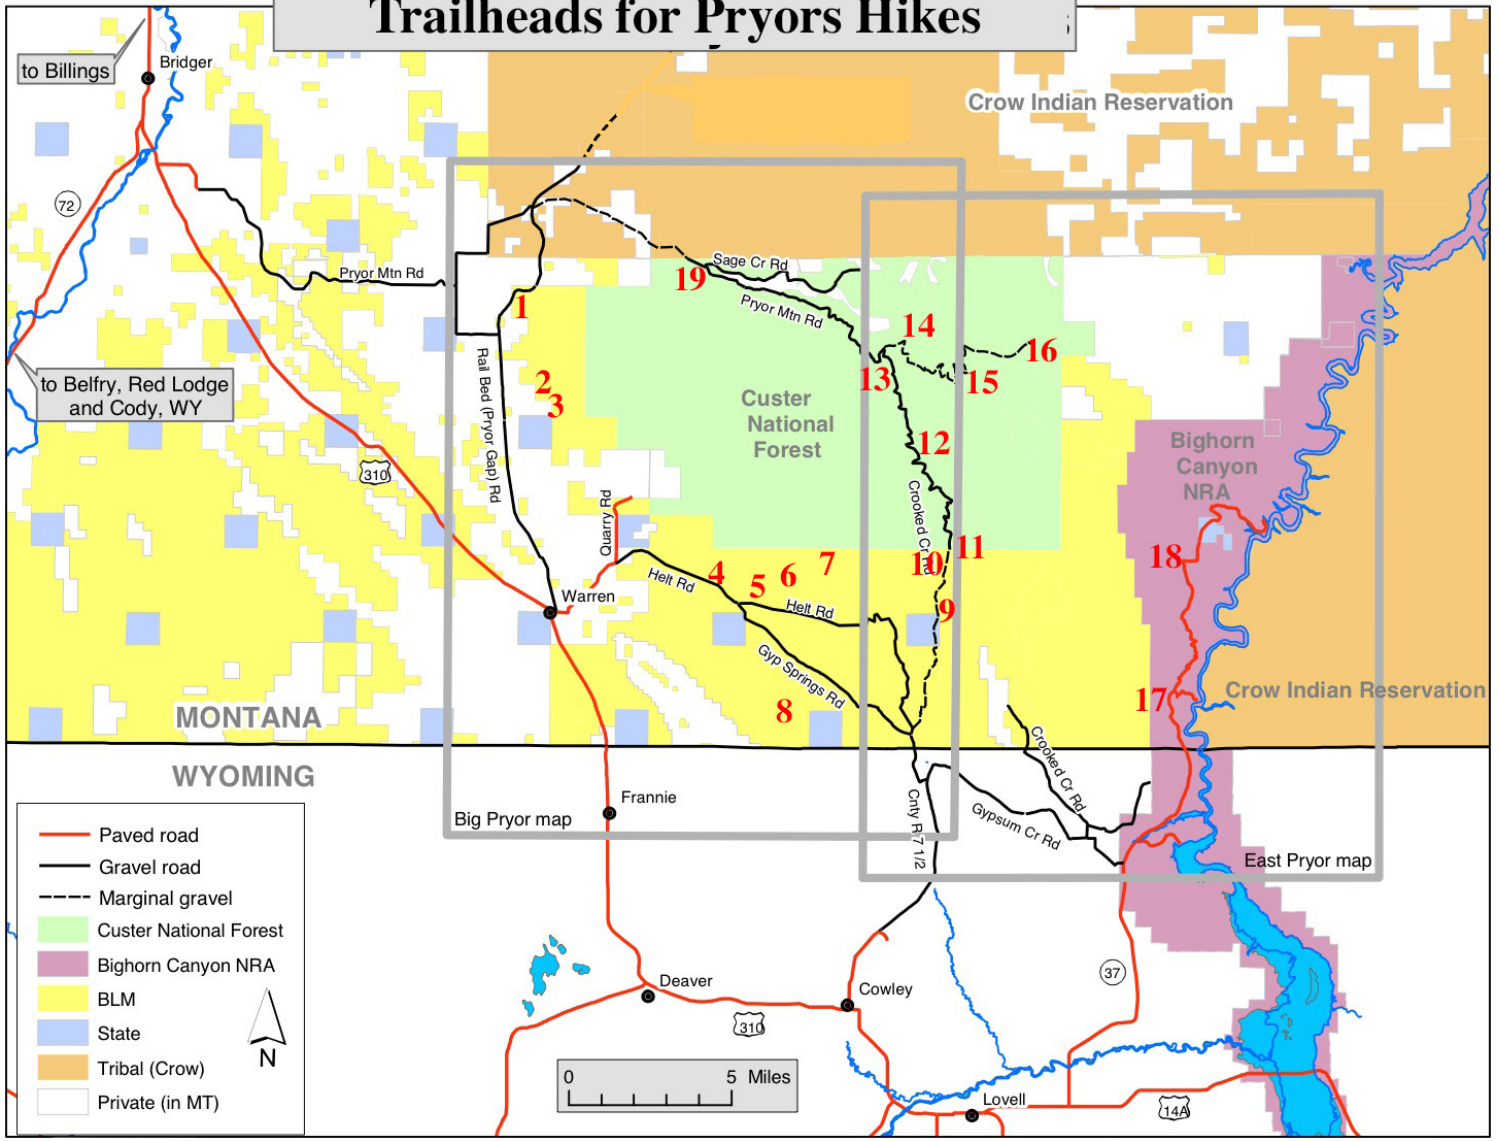 Trailheads for Pryors Hikes
to Billings
Bridger
Crow Indian Reservation
72
Pryor Mtn Rd
Sage Cr Rd
19
Pryor Mtn Rd
1
14
16
13
15
to Belfry, Red Lodge
and Cody, WY
2
3
Rail Bed (Pryor Gap) Rd
Custer
National
Forest
12
Bighorn
Canyon
NRA
310
Quarry Rd
Crooked Cr Rd
11
10
18
Helt Rd
4
5
6
7
Helt Rd
9
Warren
Gyp Springs Rd
8
17
Crow Indian Reservation
MONTANA
WYOMING
Crooked Cr Rd
Frannie
Big Pryor map
Cnty R 7 1/2
Gypsum Cr Rd
East Pryor map
Paved road
Gravel road
Marginal gravel
Custer National Forest
Bighorn Canyon NRA
BLM
State
Tribal (Crow)
Private (in MT)
N
Deaver
Cowley
37
310
0 5 Miles
Lovell
14A